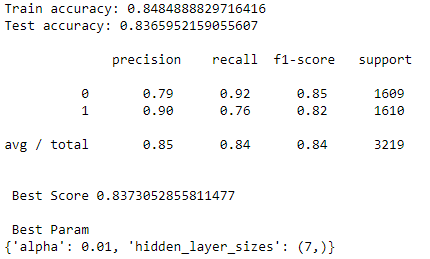 Train accuracy: 0.8484888829716416
Test accuracy: 0.8365952159055607
precision recall f1-score support
0 0.79 0.92 0.85 1609
1 0.90 0.76 0.82 1610
avg / total 0.85 0.84 0.84 3219
Best Score 0.8373052855811477
Best Param
{'alpha': 0.01, 'hidden_layer_sizes': (7,)}